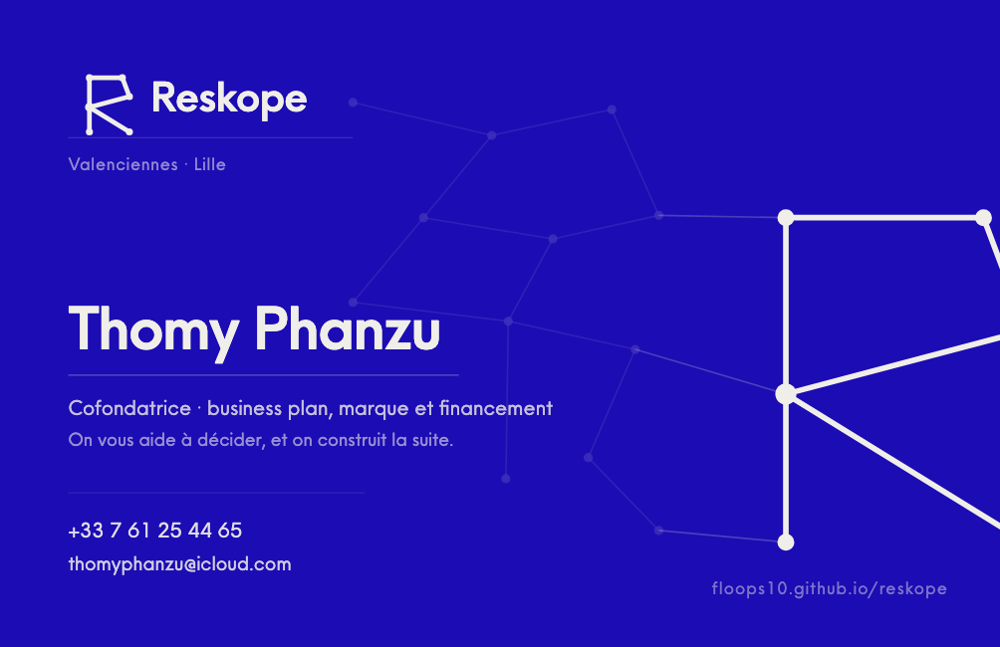 Reskope
Valenciennes · Lille
Thomy Phanzu
Cofondatrice · business plan, marque et financement
On vous aide à décider, et on construit la suite.
+33 7 61 25 44 65
thomyphanzu@icloud.com
floops10.github.io/reskope